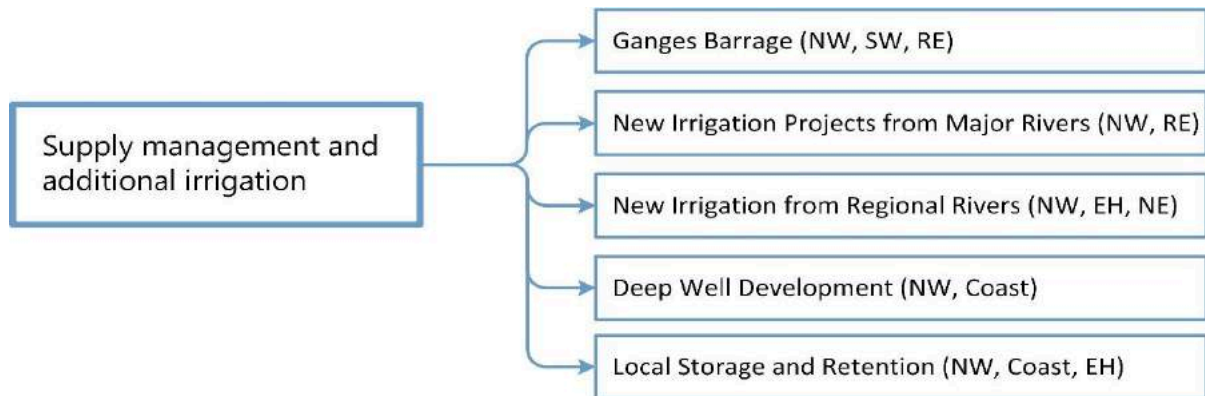 Supply management and
additional irrigation
Ganges Barrage (NW, SW, RE)
New Irrigation Projects from Major Rivers (NW, RE)
New Irrigation from Regional Rivers (NW, EH, NE)
Deep Well Development (NW, Coast)
Local Storage and Retention (NW, Coast, EH)